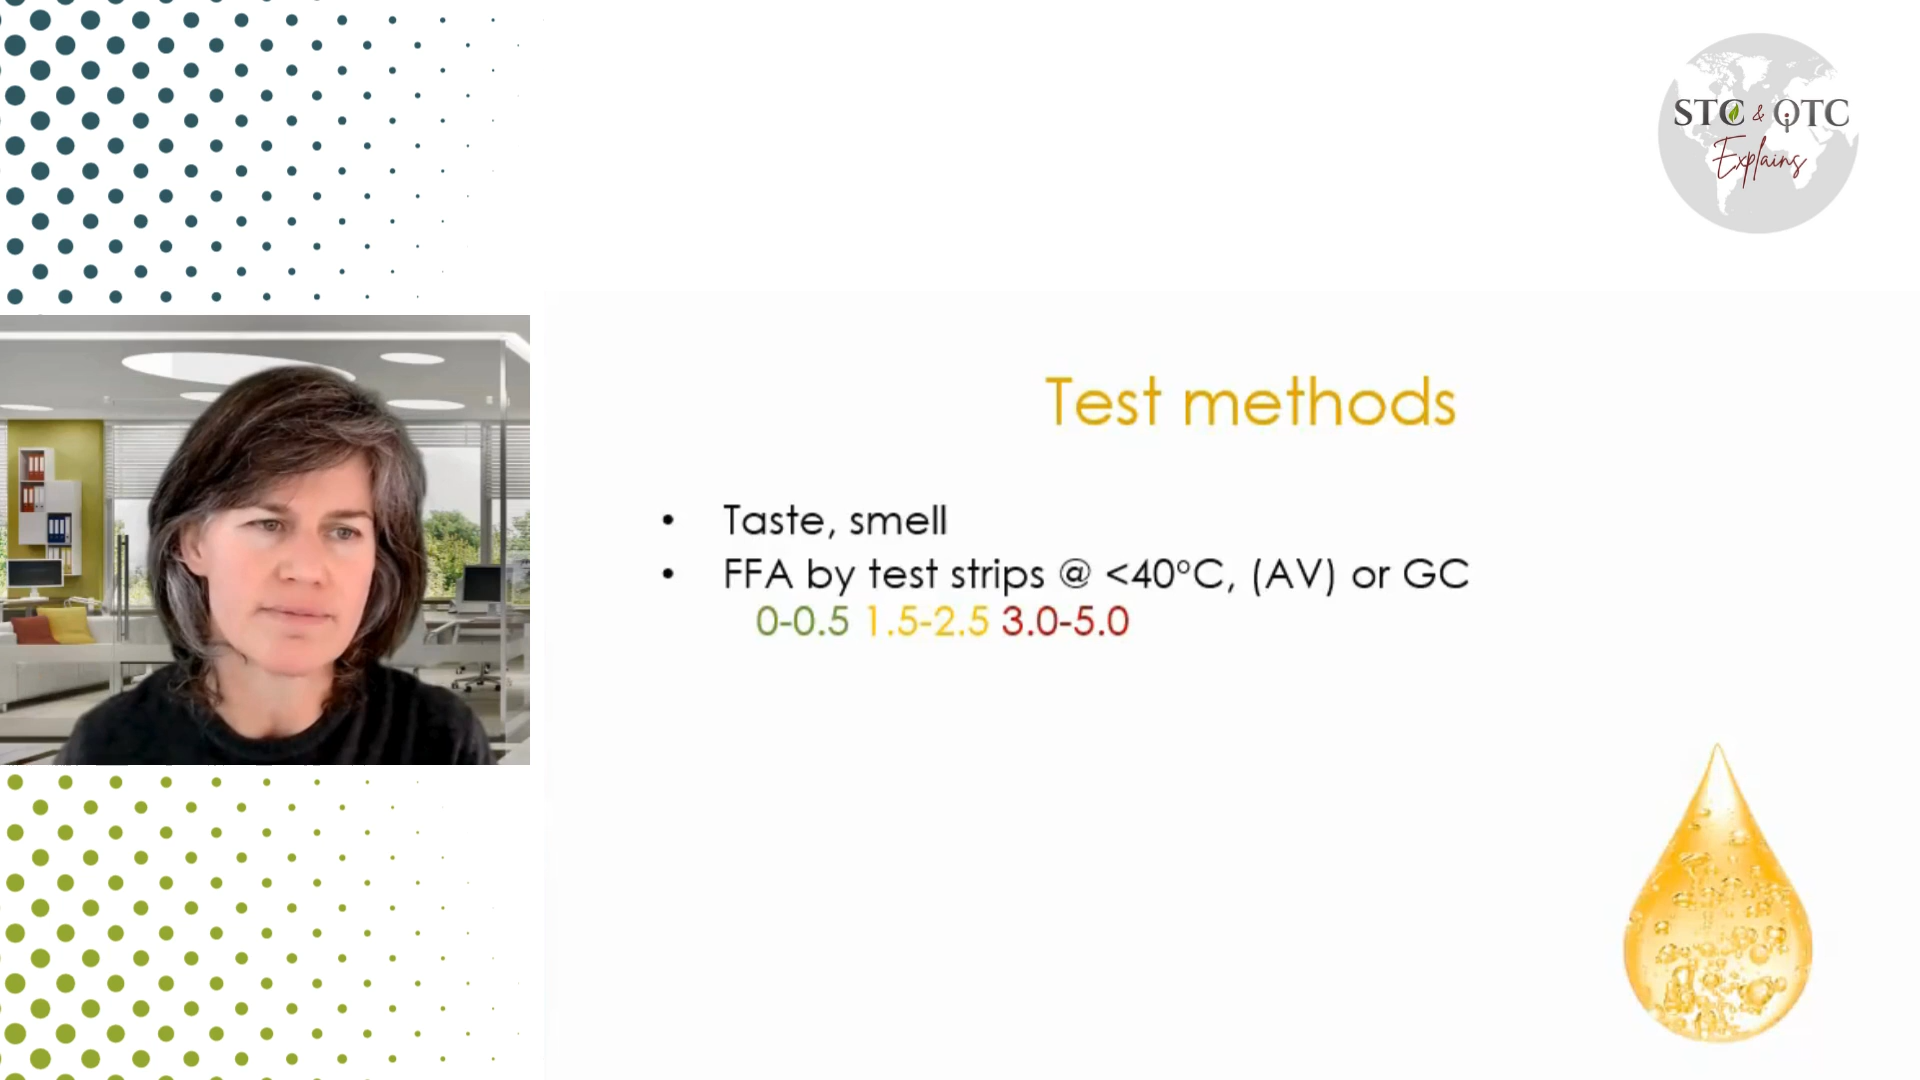 STC & QTC
Explains
Test methods
• Taste, smell
• FFA by test strips @ <40°C, (AV) or GC
0-0.5 1.5-2.5 3.0-5.0